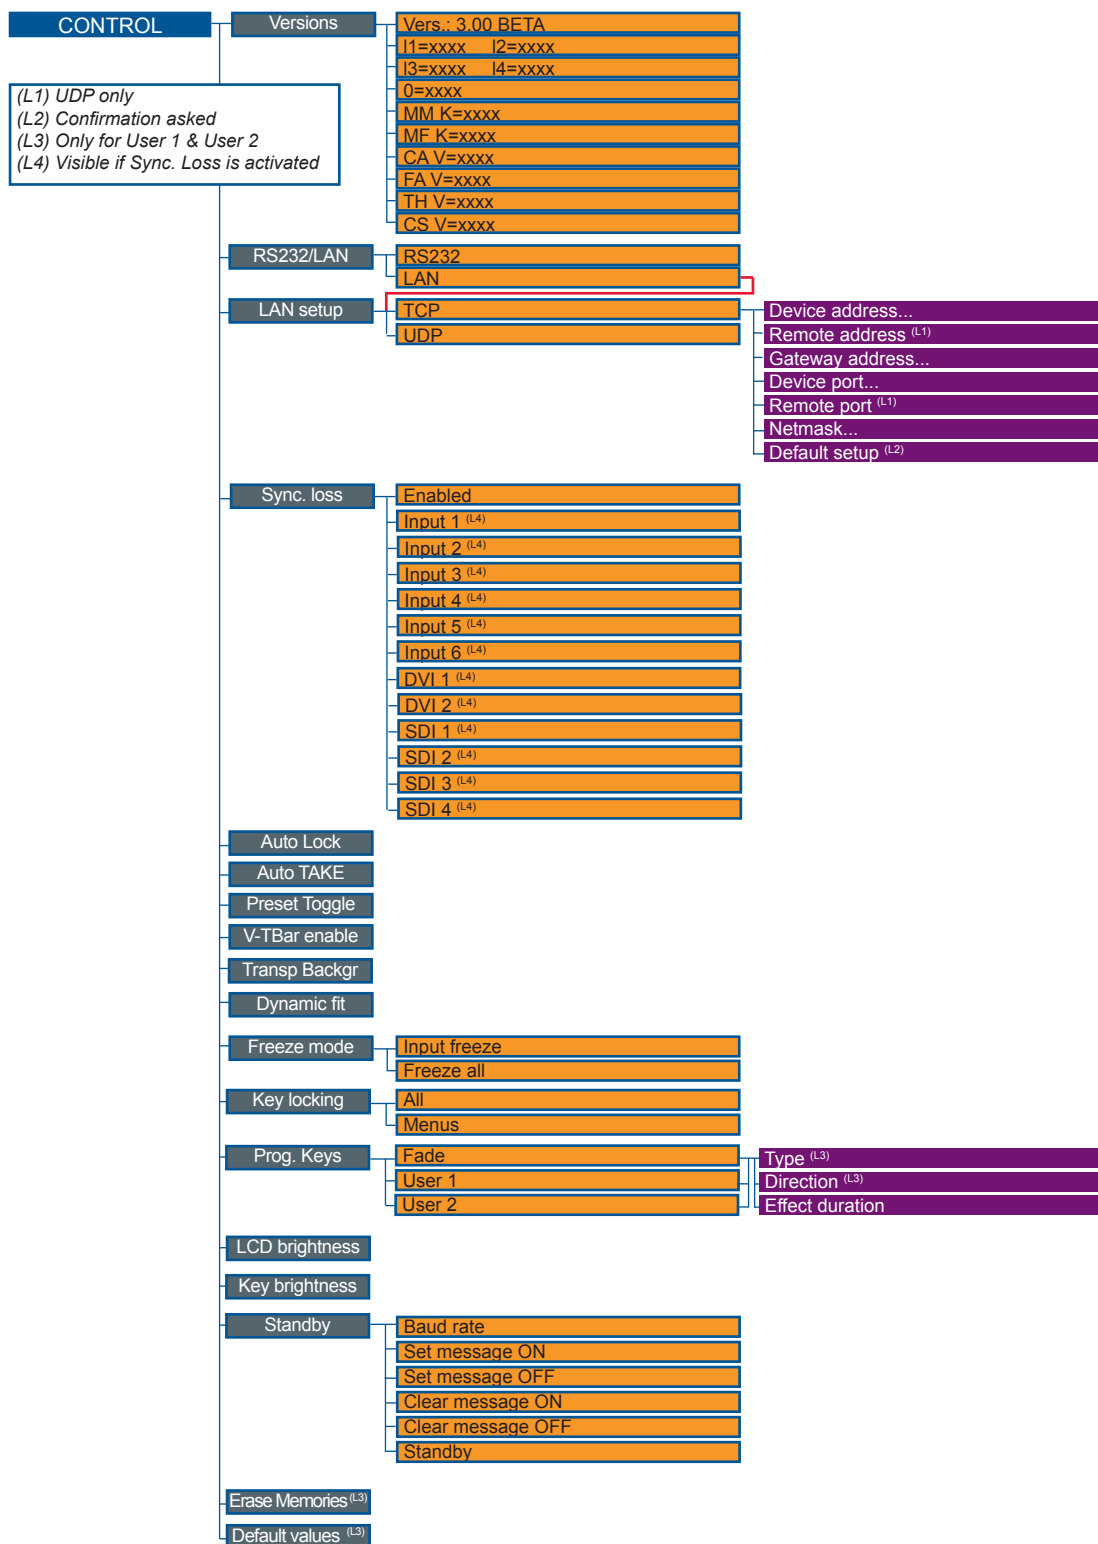 CONTROL
(L1) UDP only
(L2) Confirmation asked
(L3) Only for User 1 & User 2
(L4) Visible if Sync. Loss is activated
Versions
Vers.: 3.00 BETA
I1=xxxx I2=xxxx
I3=xxxx I4=xxxx
0=xxxx
MM K=xxxx
MF K=xxxx
CA V=xxxx
FA V=xxxx
TH V=xxxx
CS V=xxxx
RS232/LAN
RS232
LAN
LAN setup
TCP
UDP
Device address...
Remote address (L1)
Gateway address...
Device port...
Remote port (L1)
Netmask...
Default setup (L2)
Sync. loss
Enabled
Input 1 (L4)
Input 2 (L4)
Input 3 (L4)
Input 4 (L4)
Input 5 (L4)
Input 6 (L4)
DVI 1 (L4)
DVI 2 (L4)
SDI 1 (L4)
SDI 2 (L4)
SDI 3 (L4)
SDI 4 (L4)
Auto Lock
Auto TAKE
Preset Toggle
V-TBar enable
Transp Backgr
Dynamic fit
Freeze mode
Input freeze
Freeze all
Key locking
All
Menus
Prog. Keys
Fade
User 1
User 2
Type (L3)
Direction (L3)
Effect duration
LCD brightness
Key brightness
Standby
Baud rate
Set message ON
Set message OFF
Clear message ON
Clear message OFF
Standby
Erase Memories (L3)
Default values (L3)